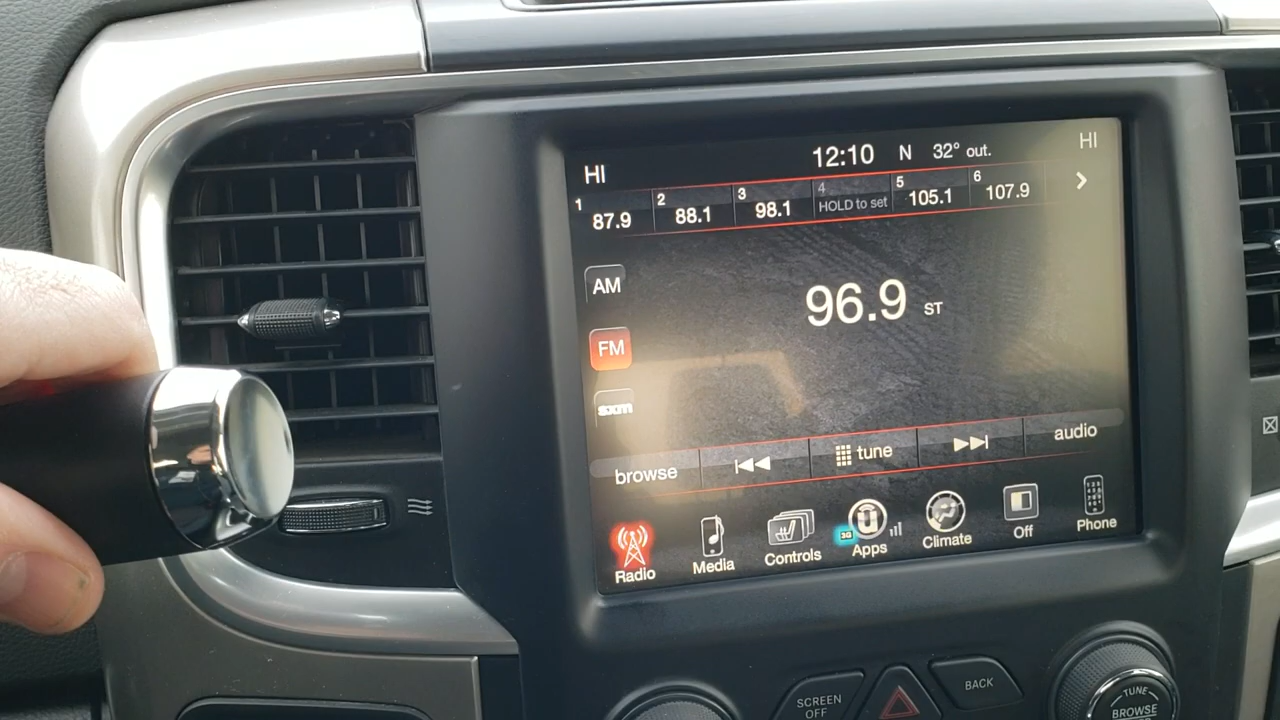 HI 12:10 N 32° out. HI
1 87.9 2 88.1 3 98.1 4 HOLD to set 5 105.1 6 107.9
AM
96.9 ST
FM
sxm
browse tune audio
3G
Radio Media Controls Apps Climate Off Phone
SCREEN OFF
BACK
TUNE
BROWSE